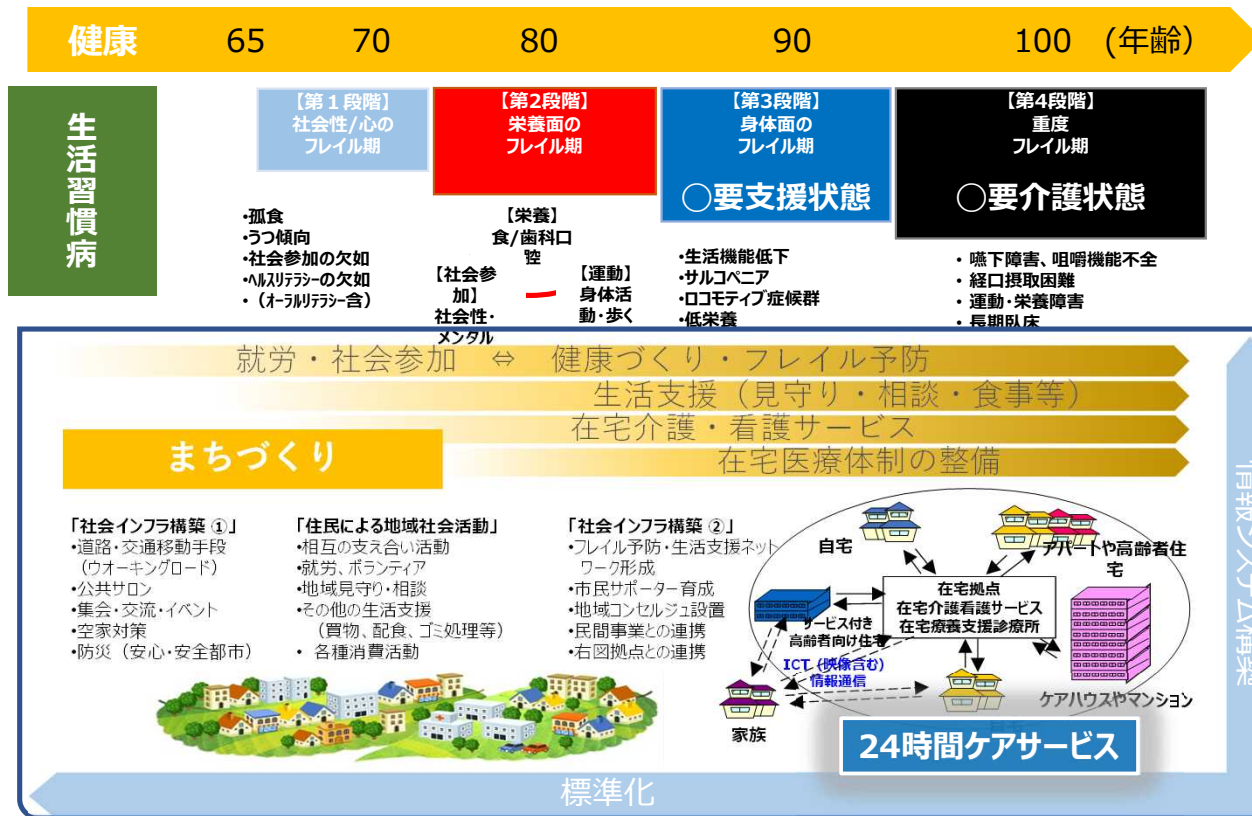 健康 65 70 80 90 100 (年齢）
生活習慣病
【第１段階】
社会性/心の
フレイル期
【第2段階】
栄養面の
フレイル期
【第3段階】
身体面の
フレイル期
○要支援状態
【第4段階】
重度
フレイル期
○要介護状態
•孤食
•うつ傾向
•社会参加の欠如
•ﾍﾙｽﾘﾃﾗｼｰの欠如
•（ｵｰﾗﾙﾘﾃﾗｼｰ含）
【栄養】
食/歯科口
腔
【社会参
加】
社会性・
メンタル
【運動】
身体活
動・歩く
•生活機能低下
•サルコペニア
•ロコモティブ症候群
•低栄養
• 嚥下障害、咀嚼機能不全
• 経口摂取困難
• 運動・栄養障害
• 長期臥床
就労・社会参加 ⇔ 健康づくり・フレイル予防
生活支援（見守り・相談・食事等）
在宅介護・看護サービス
在宅医療体制の整備
まちづくり
「社会インフラ構築 ①」
•道路・交通移動手段
（ウオーキングロード）
•公共サロン
•集会・交流・イベント
•空家対策
•防災（安心・安全都市）
「住民による地域社会活動」
•相互の支え合い活動
•就労、ボランティア
•地域見守り・相談
•その他の生活支援
（買物、配食、ゴミ処理等）
• 各種消費活動
「社会インフラ構築 ②」
•フレイル予防・生活支援ネット
ワーク形成
•市民サポーター育成
•地域コンセルジュ設置
•民間事業との連携
•右図拠点との連携
自宅
アパートや高齢者住
宅
在宅拠点
在宅介護看護サービス
在宅療養支援診療所
サービス付き
高齢者向け住宅
ICT（映像含む）
情報通信
家族
ケアハウスやマンション
24時間ケアサービス
情報システム構築
標準化